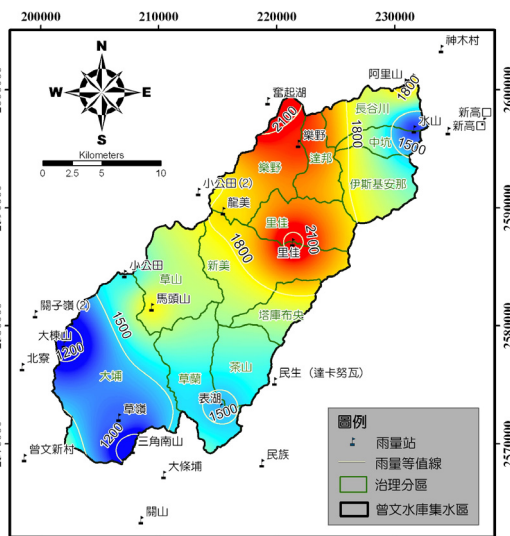 200000 210000 220000 230000
神木村
阿里山
奮起湖
1800
長谷川
2100
新高口
水山
新高口
1800
樂野
中坑
1500
達邦
樂野
伊斯基安那
小公田(2)
龍美
里佳
2100
里佳
1800
新美
小公田
草山
馬頭山
塔庫布央
關子嶺(2)
1500
大棟山
1200
北寮
大埔
草蘭
茶山
民生（達卡努瓦）
表湖
1500
草嶺
1200
三角南山
曾文新村
大條埔
民族
關山
N
W E
S
Kilometers
5 2.5 0 5 10
圖例
雨量站
雨量等值線
治理分區
曾文水庫集水區
2590000
2580000
2570000